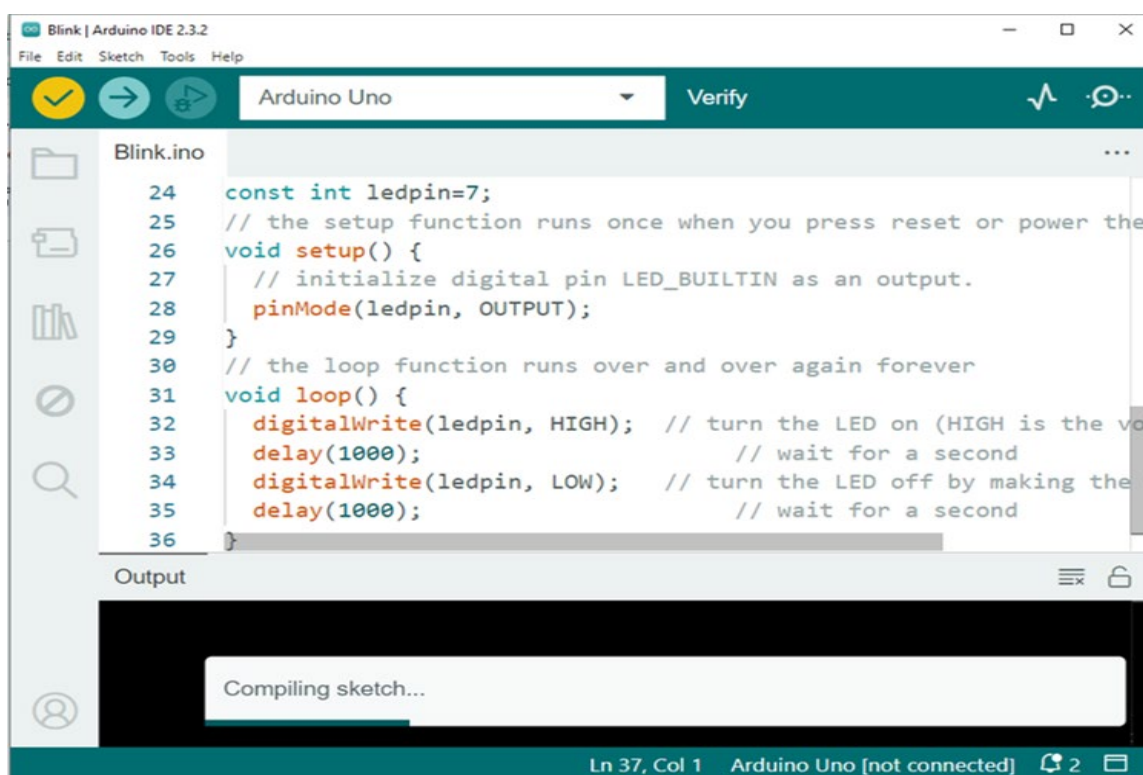 Blink | Arduino IDE 2.3.2
File Edit Sketch Tools Help
Arduino Uno
Verify
Blink.ino
24 const int ledpin=7;
25 // the setup function runs once when you press reset or power the
26 void setup() {
27 // initialize digital pin LED_BUILTIN as an output.
28 pinMode(ledpin, OUTPUT);
29 }
30 // the loop function runs over and over again forever
31 void loop() {
32 digitalWrite(ledpin, HIGH); // turn the LED on (HIGH is the vo
33 delay(1000); // wait for a second
34 digitalWrite(ledpin, LOW); // turn the LED off by making the
35 delay(1000); // wait for a second
36 }
Output
Compiling sketch...
Ln 37, Col 1 Arduino Uno [not connected] 2